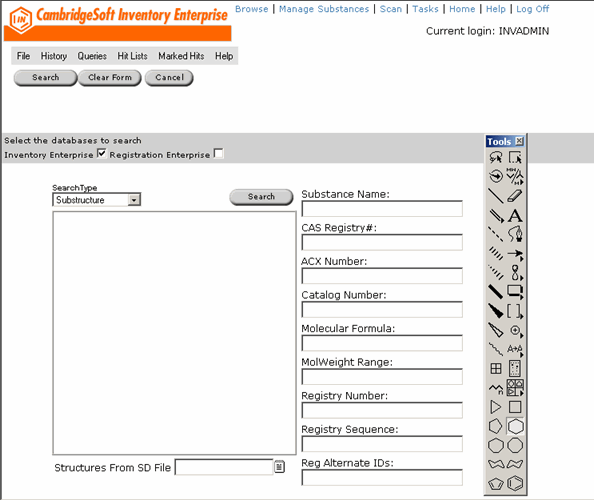 Browse | Manage Substances | Scan | Tasks | Home | Help | Log Off
IN CambridgeSoft Inventory Enterprise
Current login: INVADMIN
File History Queries Hit Lists Marked Hits Help
Search Clear Form Cancel
Select the databases to search
Inventory Enterprise Registration Enterprise
Tools
SearchType
Substructure
Search
Substance Name:
CAS Registry#:
ACX Number:
Catalog Number:
Molecular Formula:
MolWeight Range:
Registry Number:
Registry Sequence:
Reg Alternate IDs:
Structures From SD File